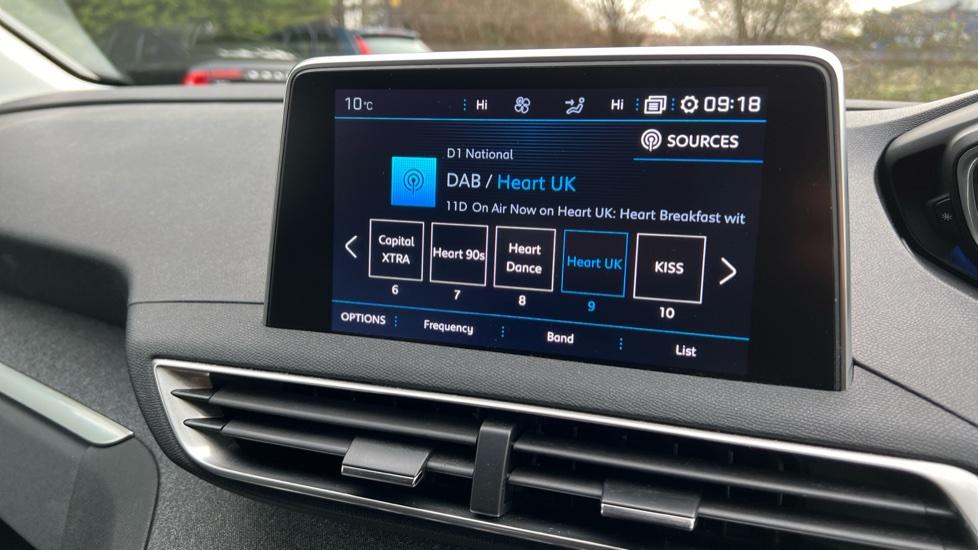 10°C Hi Hi 09:18
SOURCES
D1 National
DAB / Heart UK
11D On Air Now on Heart UK: Heart Breakfast wit
Capital XTRA
Heart 90s
Heart Dance
Heart UK
KISS
6 7 8 9 10
OPTIONS Frequency Band List